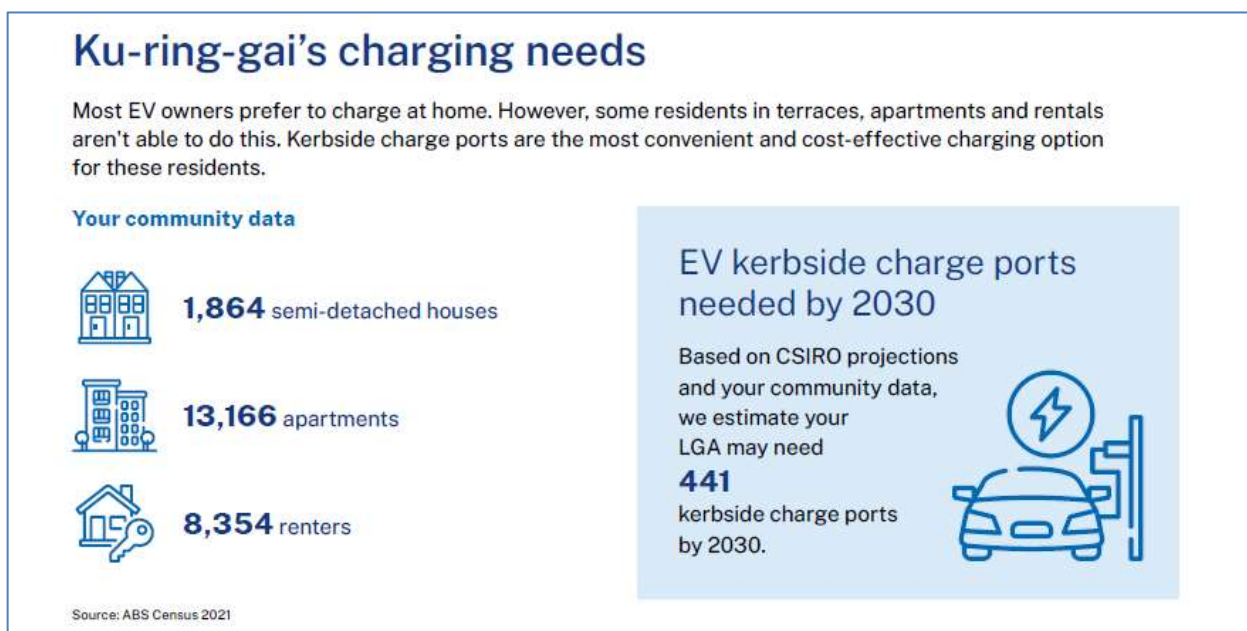 Ku-ring-gai's charging needs
Most EV owners prefer to charge at home. However, some residents in terraces, apartments and rentals
aren't able to do this. Kerbside charge ports are the most convenient and cost-effective charging option
for these residents.
Your community data
1,864 semi-detached houses
13,166 apartments
8,354 renters
Source: ABS Census 2021
EV kerbside charge ports
needed by 2030
Based on CSIRO projections
and your community data,
we estimate your
LGA may need
441
kerbside charge ports
by 2030.